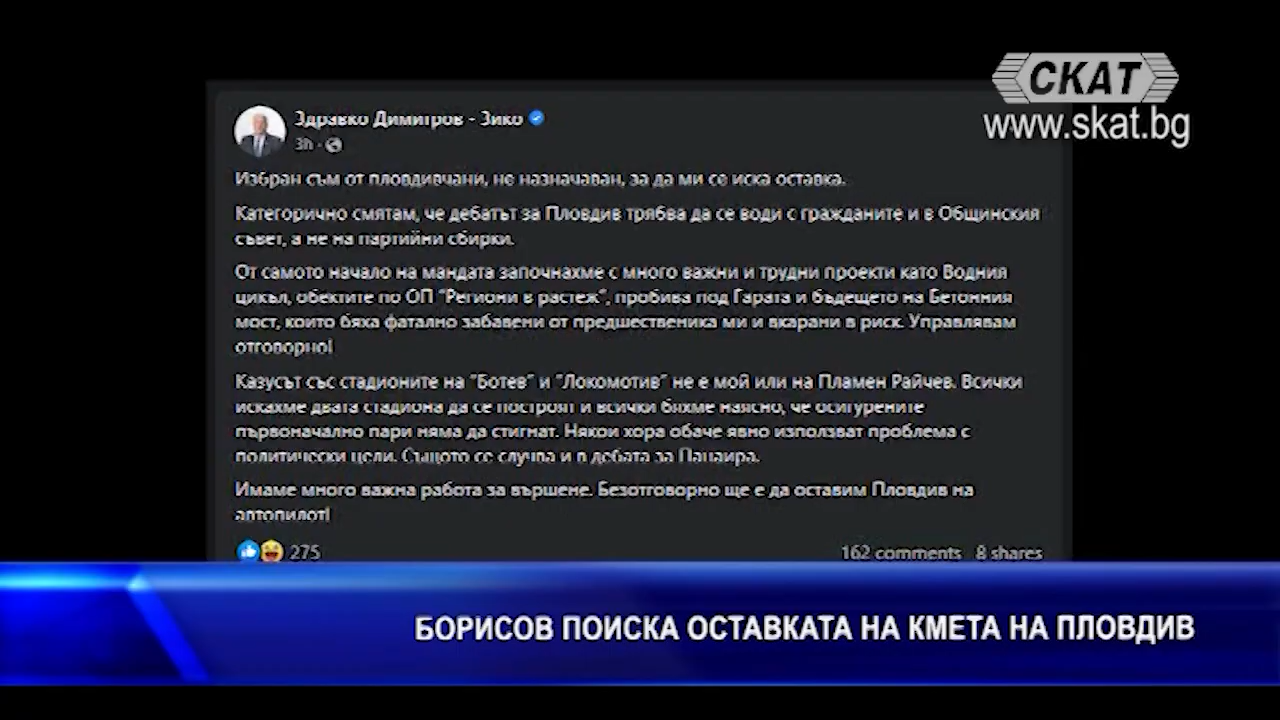 СКАТ
www.skat.bg
Здравко Димитров - Зико
3h ·
Избран съм от пловдивчани, не назначаван, за да ми се иска оставка.
Категорично смятам, че дебатът за Пловдив трябва да се води с гражданите и в Общинския
съвет, а не на партийни сбирки.
От самото начало на мандата започнахме с много важни и трудни проекти като Водния
цикъл, обектите по ОП "Региони в растеж", пробива под Гарата и бъдещето на Бетонния
мост, които бяха фатално забавени от предшественика ми и вкарани в риск. Управлявам
отговорно!
Казусът със стадионите на "Ботев" и "Локомотив" не е мой или на Пламен Райчев. Всички
искахме двата стадиона да се построят и всички бяхме наясно, че осигурените
първоначално пари няма да стигнат. Някои хора обаче явно използват проблема с
политически цели. Същото се случва и в дебата за Панаира.
Имаме много важна работа за вършене. Безотговорно ще е да оставим Пловдив на
автопилот!
275
162 comments 8 shares
БОРИСОВ ПОИСКА ОСТАВКАТА НА КМЕТА НА ПЛОВДИВ